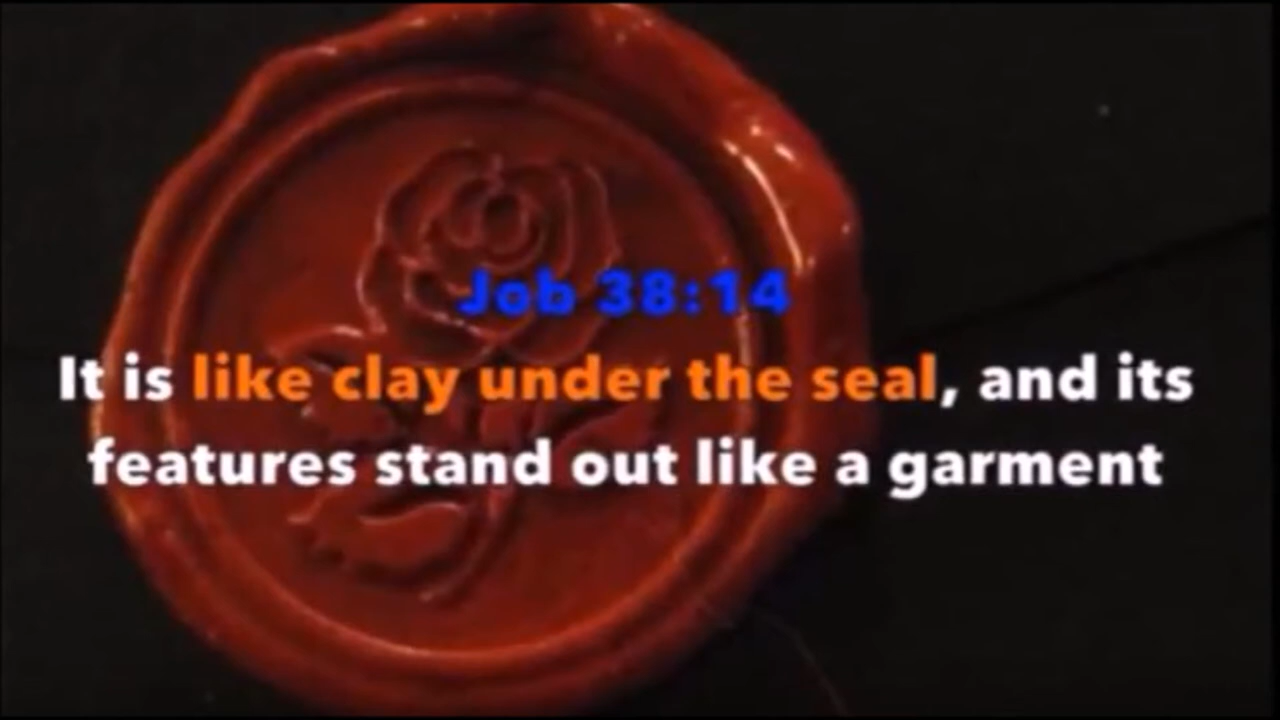 Job 38:14
It is like clay under the seal, and its
features stand out like a garment